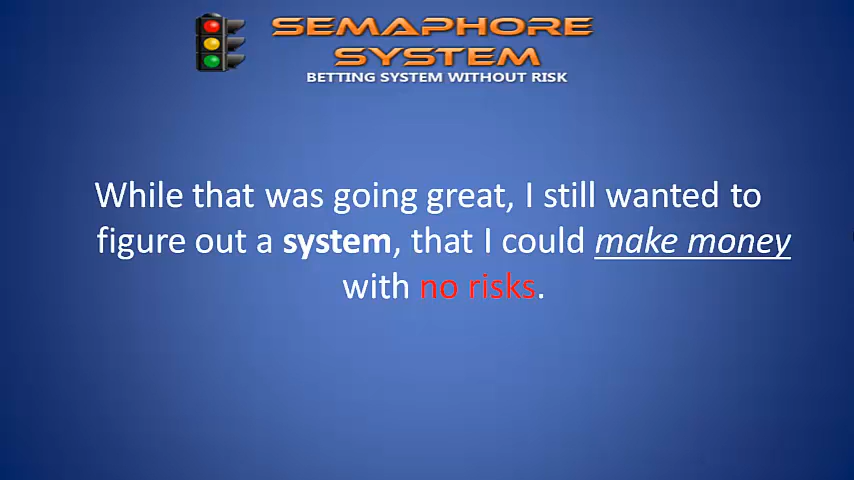 SEMAPHORE
SYSTEM
BETTING SYSTEM WITHOUT RISK
While that was going great, I still wanted to
figure out a system, that I could make money
with no risks.